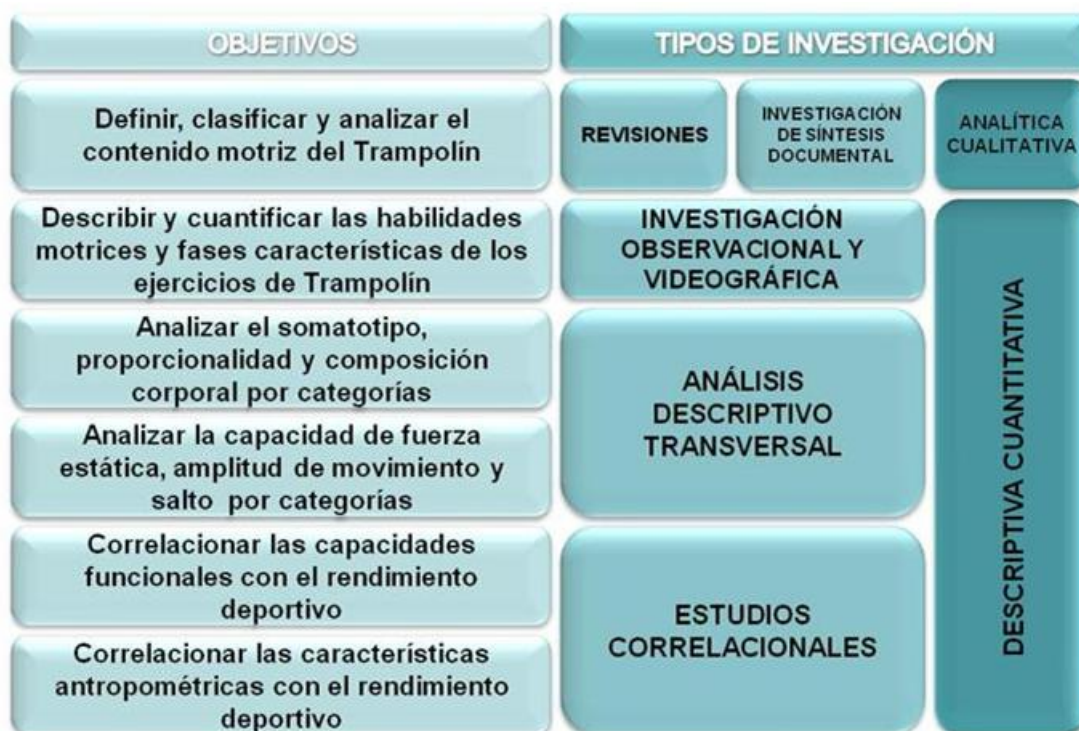 OBJETIVOS
TIPOS DE INVESTIGACIÓN
Definir, clasificar y analizar el
contenido motriz del Trampolín
REVISIONES
INVESTIGACIÓN
DE SÍNTESIS
DOCUMENTAL
ANALÍTICA
CUALITATIVA
Describir y cuantificar las habilidades
motrices y fases características de los
ejercicios de Trampolín
INVESTIGACIÓN
OBSERVACIONAL Y
VIDEOGRÁFICA
Analizar el somatotipo,
proporcionalidad y composición
corporal por categorías
Analizar la capacidad de fuerza
estática, amplitud de movimiento y
salto por categorías
ANÁLISIS
DESCRIPTIVO
TRANSVERSAL
Correlacionar las capacidades
funcionales con el rendimiento
deportivo
Correlacionar las características
antropométricas con el rendimiento
deportivo
ESTUDIOS
CORRELACIONALES
DESCRIPTIVA CUANTITATIVA